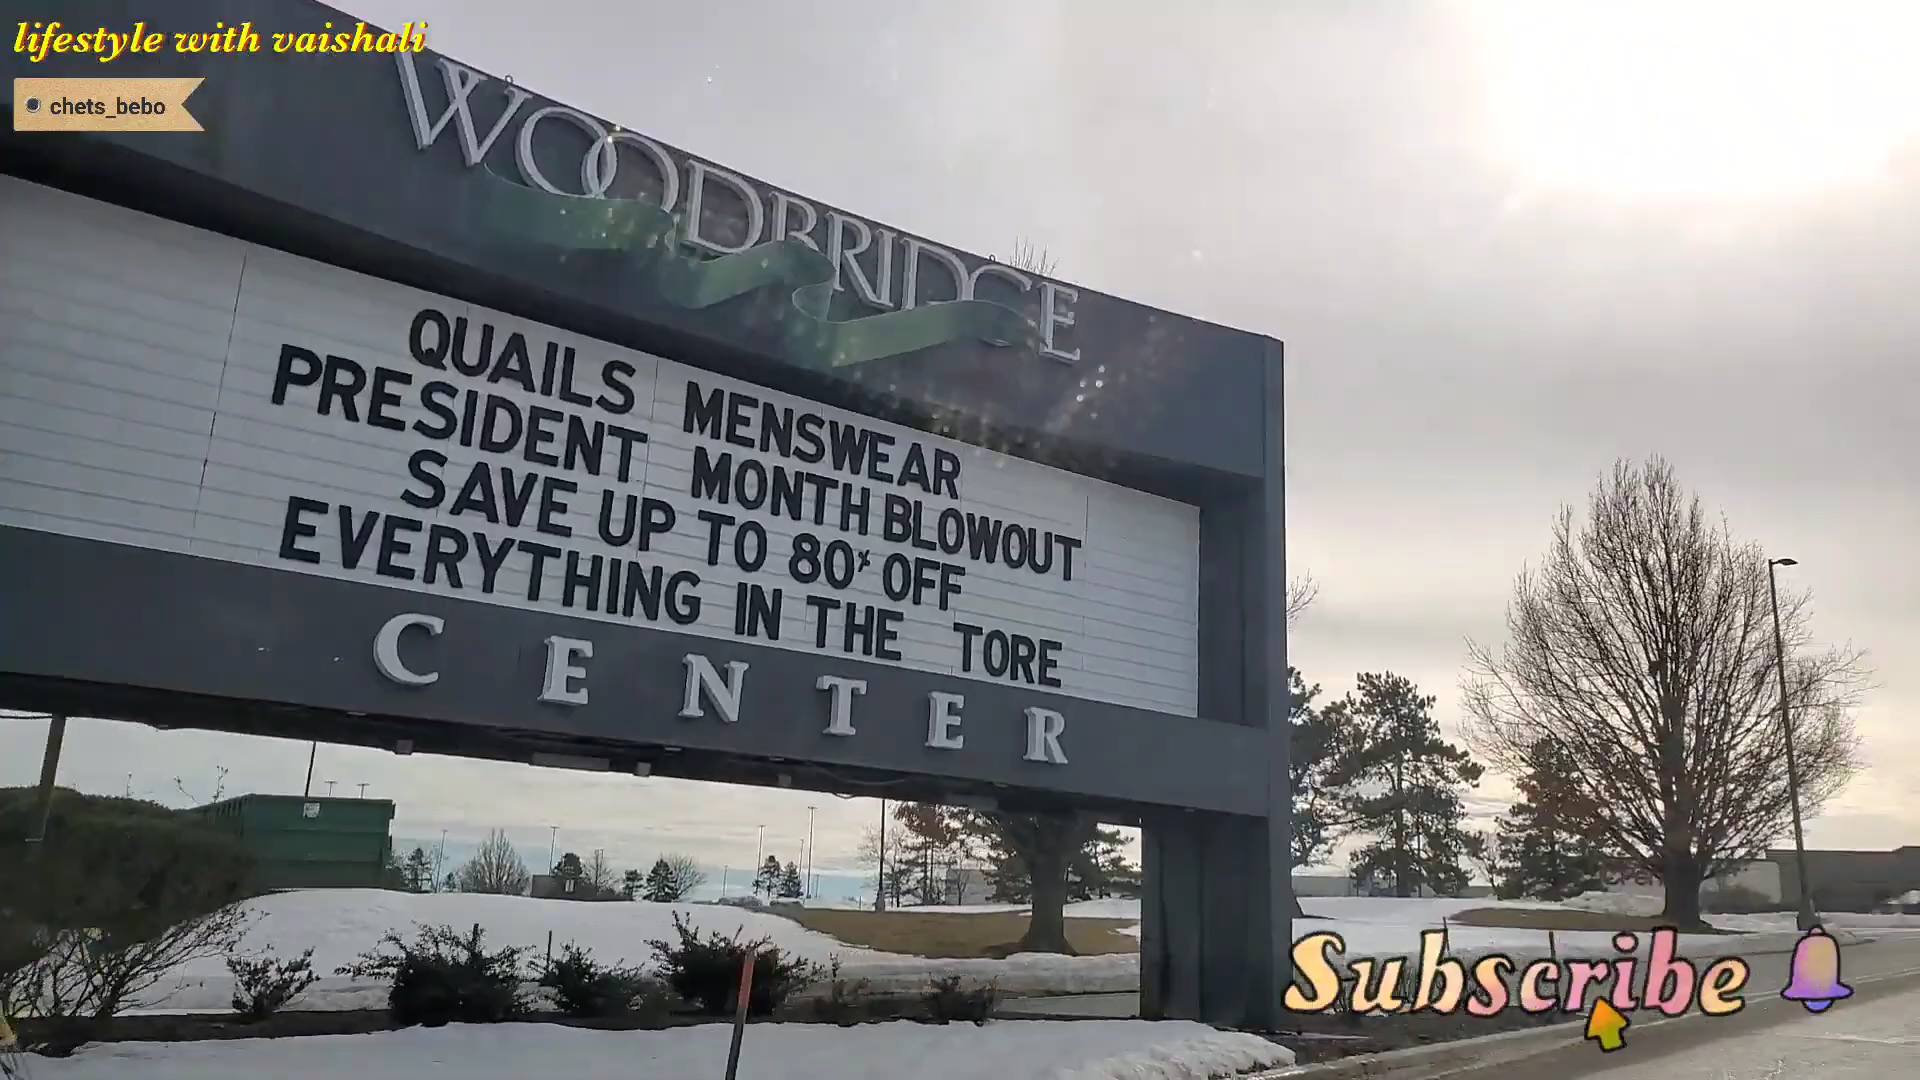 lifestyle with vaishali
chets_bebo
WOODBRIDGE
QUAILS MENSWEAR
PRESIDENT MONTH BLOWOUT
SAVE UP TO 80% OFF
EVERYTHING IN THE TORE
CENTER
Subscribe